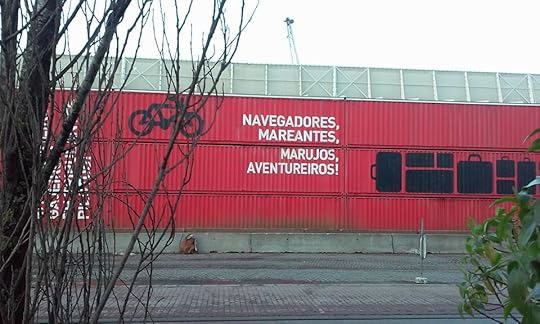 NAVEGADORES,
MAREANTES,
MARUJOS,
AVENTUREIROS!